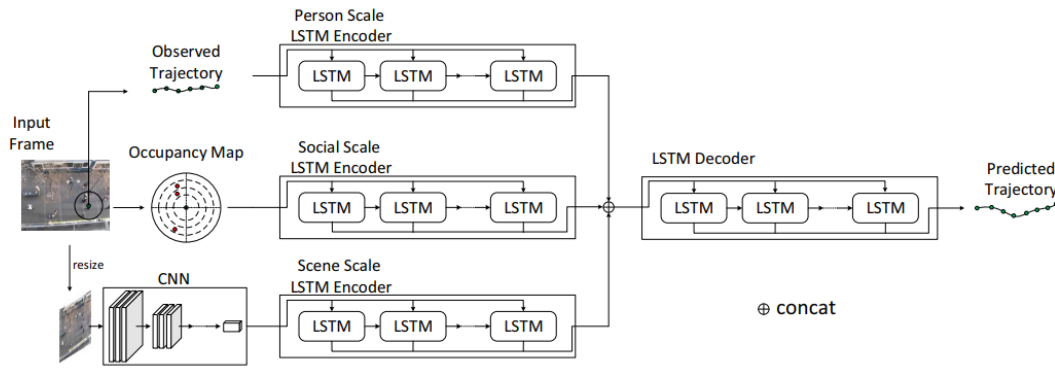 Person Scale
LSTM Encoder
Observed
Trajectory
LSTM
LSTM
LSTM
Input
Frame
Occupancy Map
Social Scale
LSTM Encoder
LSTM
LSTM
LSTM
LSTM Decoder
LSTM
LSTM
LSTM
Predicted
Trajectory
resize
CNN
Scene Scale
LSTM Encoder
LSTM
LSTM
LSTM
⊕ concat